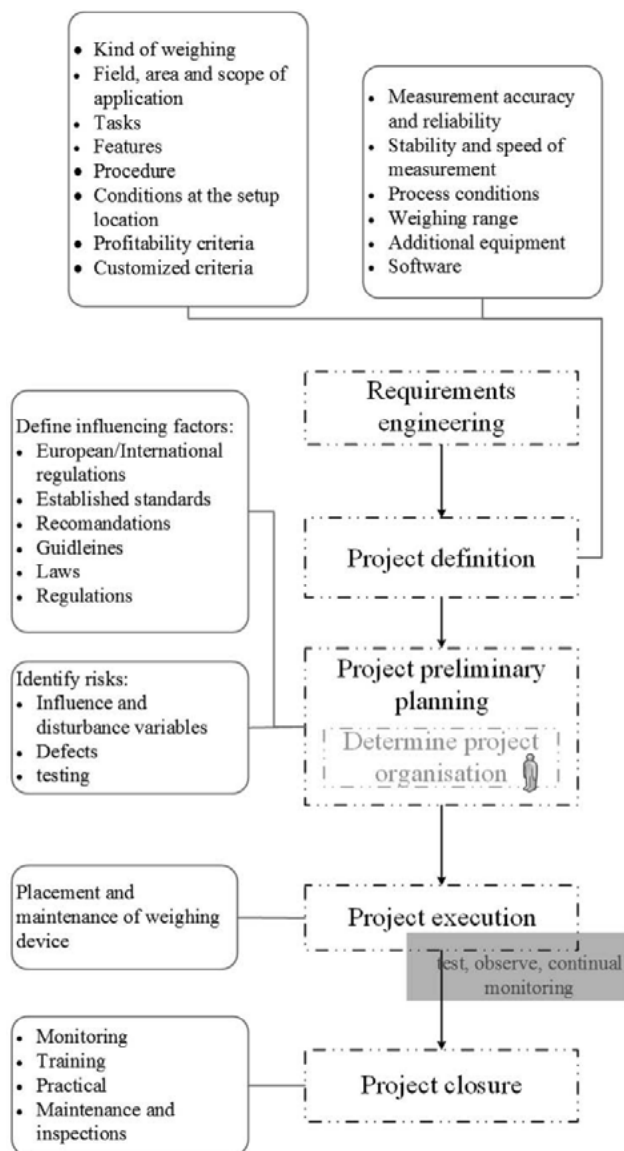 Kind of weighing
Field, area and scope of
application
Tasks
Features
Procedure
Conditions at the setup
location
Profitability criteria
Customized criteria
Measurement accuracy
and reliability
Stability and speed of
measurement
Process conditions
Weighing range
Additional equipment
Software
Requirements
engineering
Define influencing factors:
European/International
regulations
Established standards
Recomandations
Guidleines
Laws
Regulations
Project definition
Identify risks:
Influence and
disturbance variables
Defects
testing
Project preliminary
planning
Determine project
organisation
Placement and
maintenance of weighing
device
Project execution
test, observe, continual
monitoring
Monitoring
Training
Practical
Maintenance and
inspections
Project closure